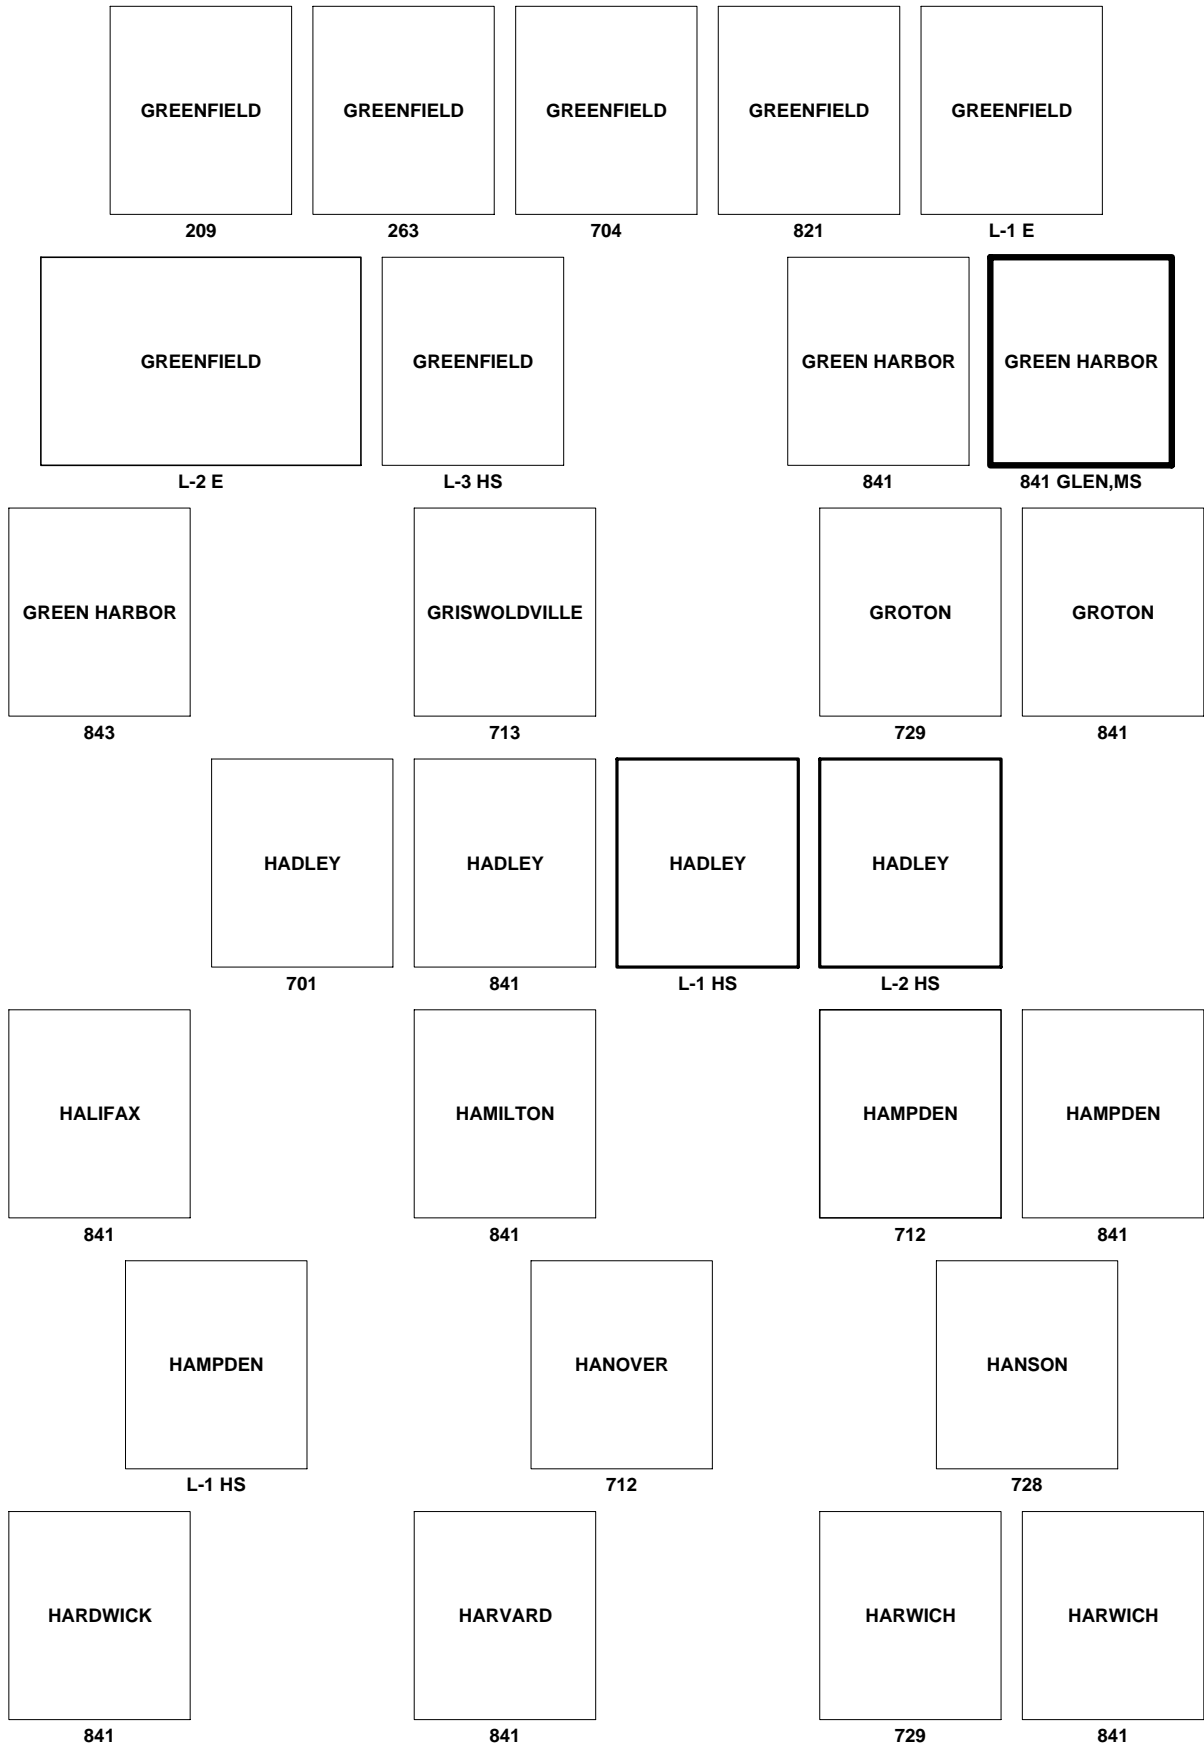 GREENFIELD GREENFIELD GREENFIELD GREENFIELD GREENFIELD
209 263 704 821 L-1 E
GREENFIELD GREENFIELD GREEN HARBOR GREEN HARBOR
L-2 E L-3 HS 841 841 GLEN,MS
GREEN HARBOR GRISWOLDVILLE GROTON GROTON
843 713 729 841
HADLEY HADLEY HADLEY HADLEY
701 841 L-1 HS L-2 HS
HALIFAX HAMILTON HAMPDEN HAMPDEN
841 841 712 841
HAMPDEN HANOVER HANSON
L-1 HS 712 728
HARDWICK HARVARD HARWICH HARWICH
841 841 729 841